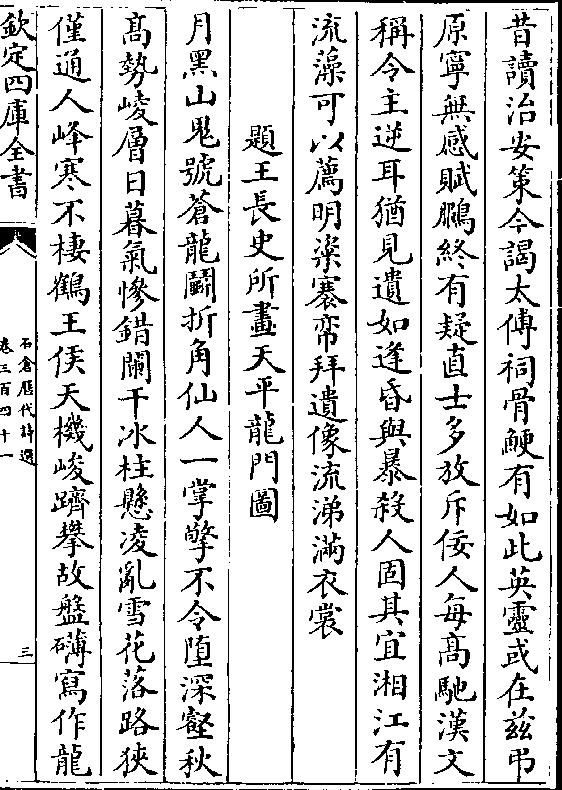 昔讀治安策今謁太傅祠骨鯁有如此英靈或在兹弔
原寧無感賦鵩終有疑直士多放斥佞人每髙馳漢文
稱令主逆耳猶見遺如逢昏與暴殺人固其宜湘江有
流藻可以薦明粢褰帘拜遺像流涕滿衣裳
題王長史所畫天平龍門圖
月黑山鬼號蒼龍鬭折角仙人一掌擎不令墮深壑秋
髙勢崚層日暮氣慘錯闌干氷柱懸凌亂雪花落路狹
僅通人峰寒不棲鶴王侯天機峻躋攀故盤礴寫作龍
欽定四庫全書
石倉歷代詩選
卷三百四十一
三